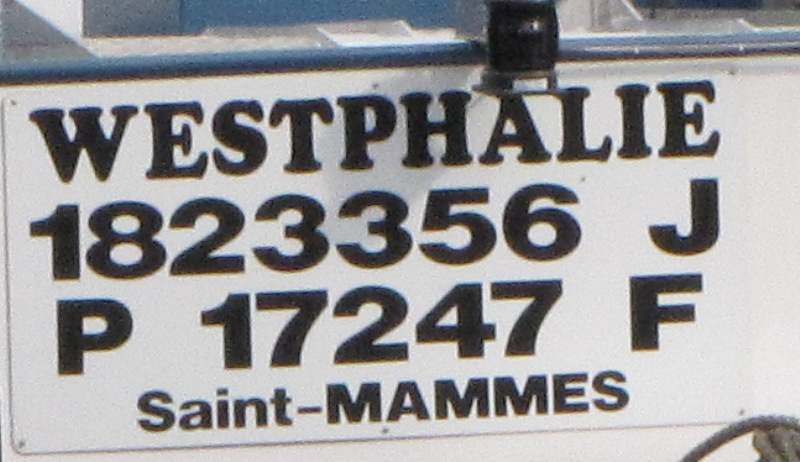 WESTPHALIE
1823356 J
P 17247 F
Saint-MAMMES